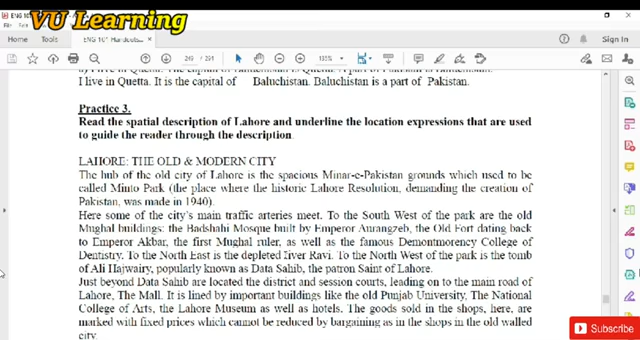 VU Learning
ENG 101 Handouts...
Home Tools ENG 101 Handouts... × Sign In
249 / 294 135%
I live in Quetta. It is the capital of Baluchistan. Baluchistan is a part of Pakistan.
Practice 3.
Read the spatial description of Lahore and underline the location expressions that are used
to guide the reader through the description
LAHORE: THE OLD & MODERN CITY
The hub of the old city of Lahore is the spacious Minar-e-Pakistan grounds which used to be
called Minto Park (the place where the historic Lahore Resolution, demanding the creation of
Pakistan, was made in 1940).
Here some of the city's main traffic arteries meet. To the South West of the park are the old
Mughal buildings: the Badshahi Mosque built by Emperor Aurangzeb, the Old Fort dating back
to Emperor Akbar, the first Mughal ruler, as well as the famous Demontmorency College of
Dentistry. To the North East is the depleted River Ravi. To the North West of the park is the tomb
of Ali Hajwairy, popularly known as Data Sahib, the patron Saint of Lahore.
Just beyond Data Sahib are located the district and session courts, leading on to the main road of
Lahore, The Mall. It is lined by important buildings like the old Punjab University, The National
College of Arts, the Lahore Museum as well as hotels. The goods sold in the shops, here, are
marked with fixed prices which cannot be reduced by bargaining as in the shops in the old walled
city.
Subscribe